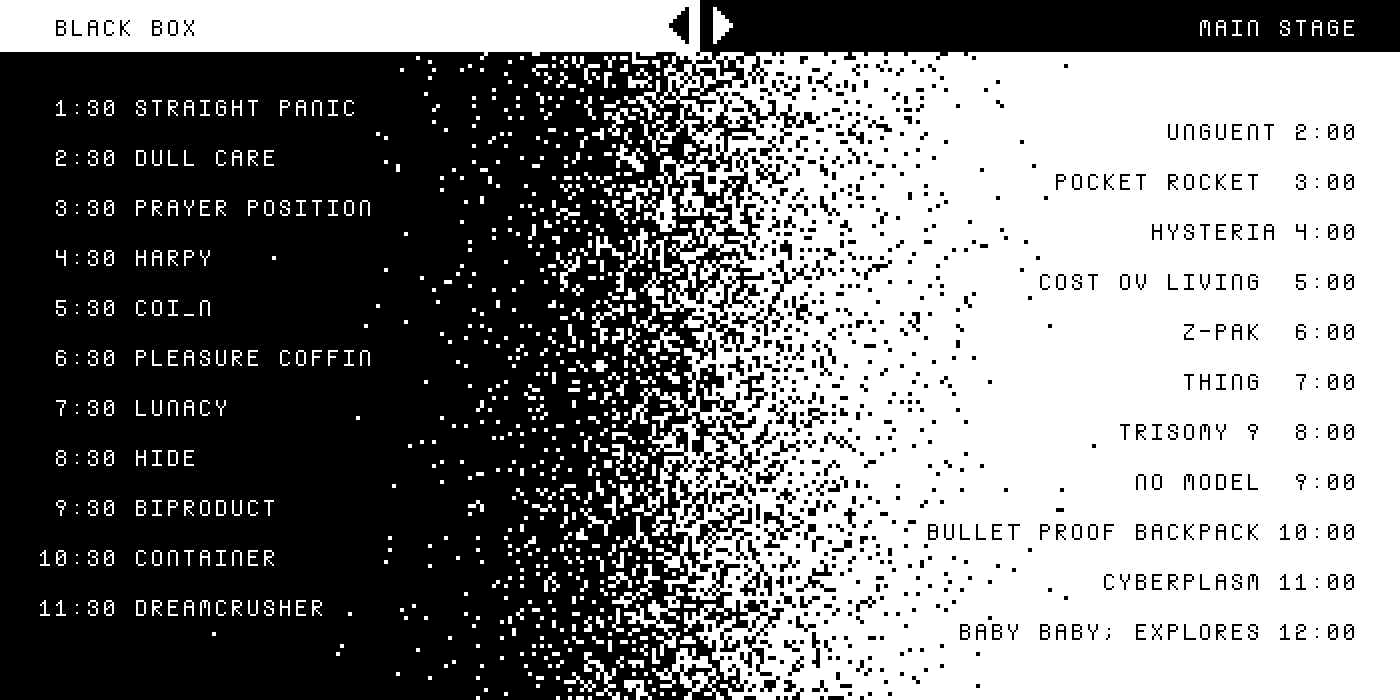 BLACK BOX
1:30 STRAIGHT PANIC
2:30 DULL CARE
3:30 PRAYER POSITION
4:30 HARPY
5:30 COI_N
6:30 PLEASURE COFFIN
7:30 LUNACY
8:30 HIDE
9:30 BIPRODUCT
10:30 CONTAINER
11:30 DREAMCRUSHER
MAIN STAGE
UNGUENT 2:00
POCKET ROCKET 3:00
HYSTERIA 4:00
COST OV LIVING 5:00
Z-PAK 6:00
THING 7:00
TRISOMY 9 8:00
NO MODEL 9:00
BULLET PROOF BACKPACK 10:00
CYBERPLASM 11:00
BABY BABY; EXPLORES 12:00